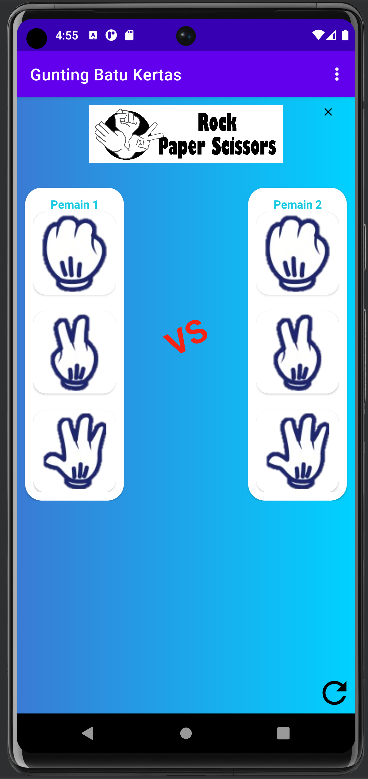 4:55
Gunting Batu Kertas
Rock
Paper Scissors
Pemain 1
Pemain 2
VS